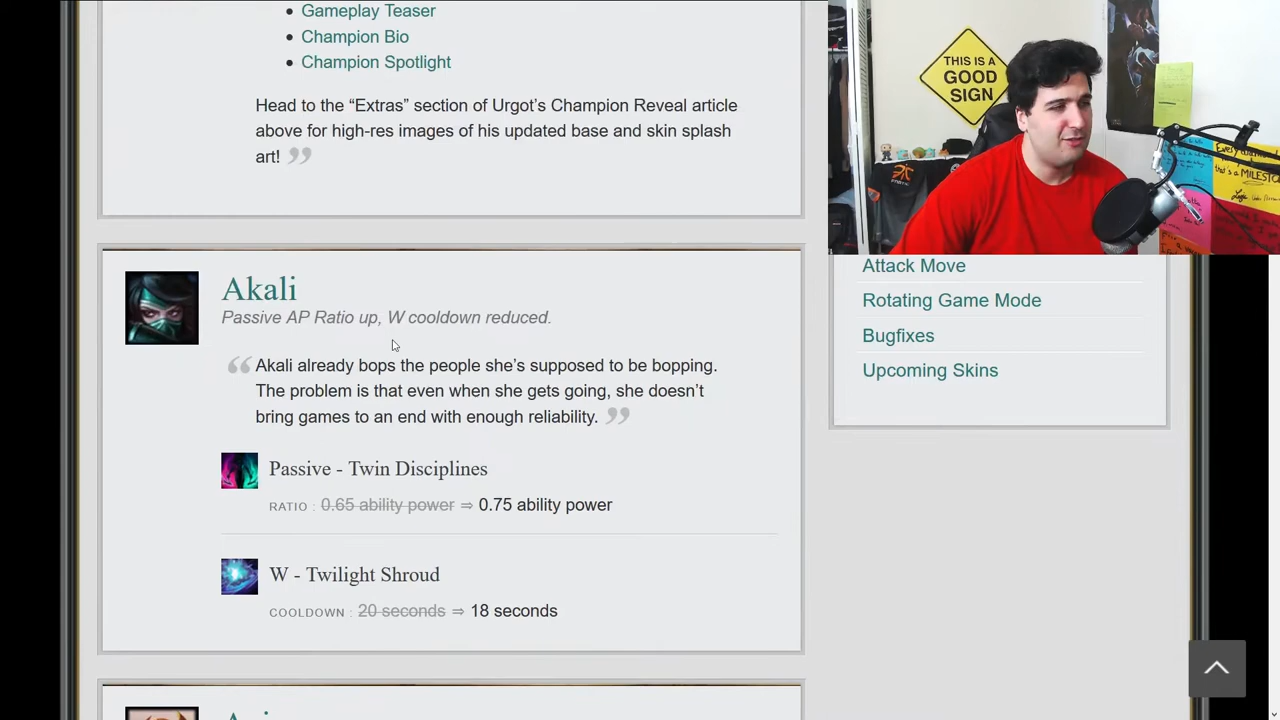 Gameplay Teaser
Champion Bio
Champion Spotlight
Head to the “Extras” section of Urgot’s Champion Reveal article
above for high-res images of his updated base and skin splash
art! ”
THIS IS A
GOOD
SIGN
FNATIC
Every
that's a MILESTONE
Attack Move
Rotating Game Mode
Bugfixes
Upcoming Skins
Akali
Passive AP Ratio up, W cooldown reduced.
“ Akali already bops the people she’s supposed to be bopping.
The problem is that even when she gets going, she doesn’t
bring games to an end with enough reliability. ”
Passive - Twin Disciplines
RATIO : 0.65 ability power ⇒ 0.75 ability power
W - Twilight Shroud
COOLDOWN : 20 seconds ⇒ 18 seconds